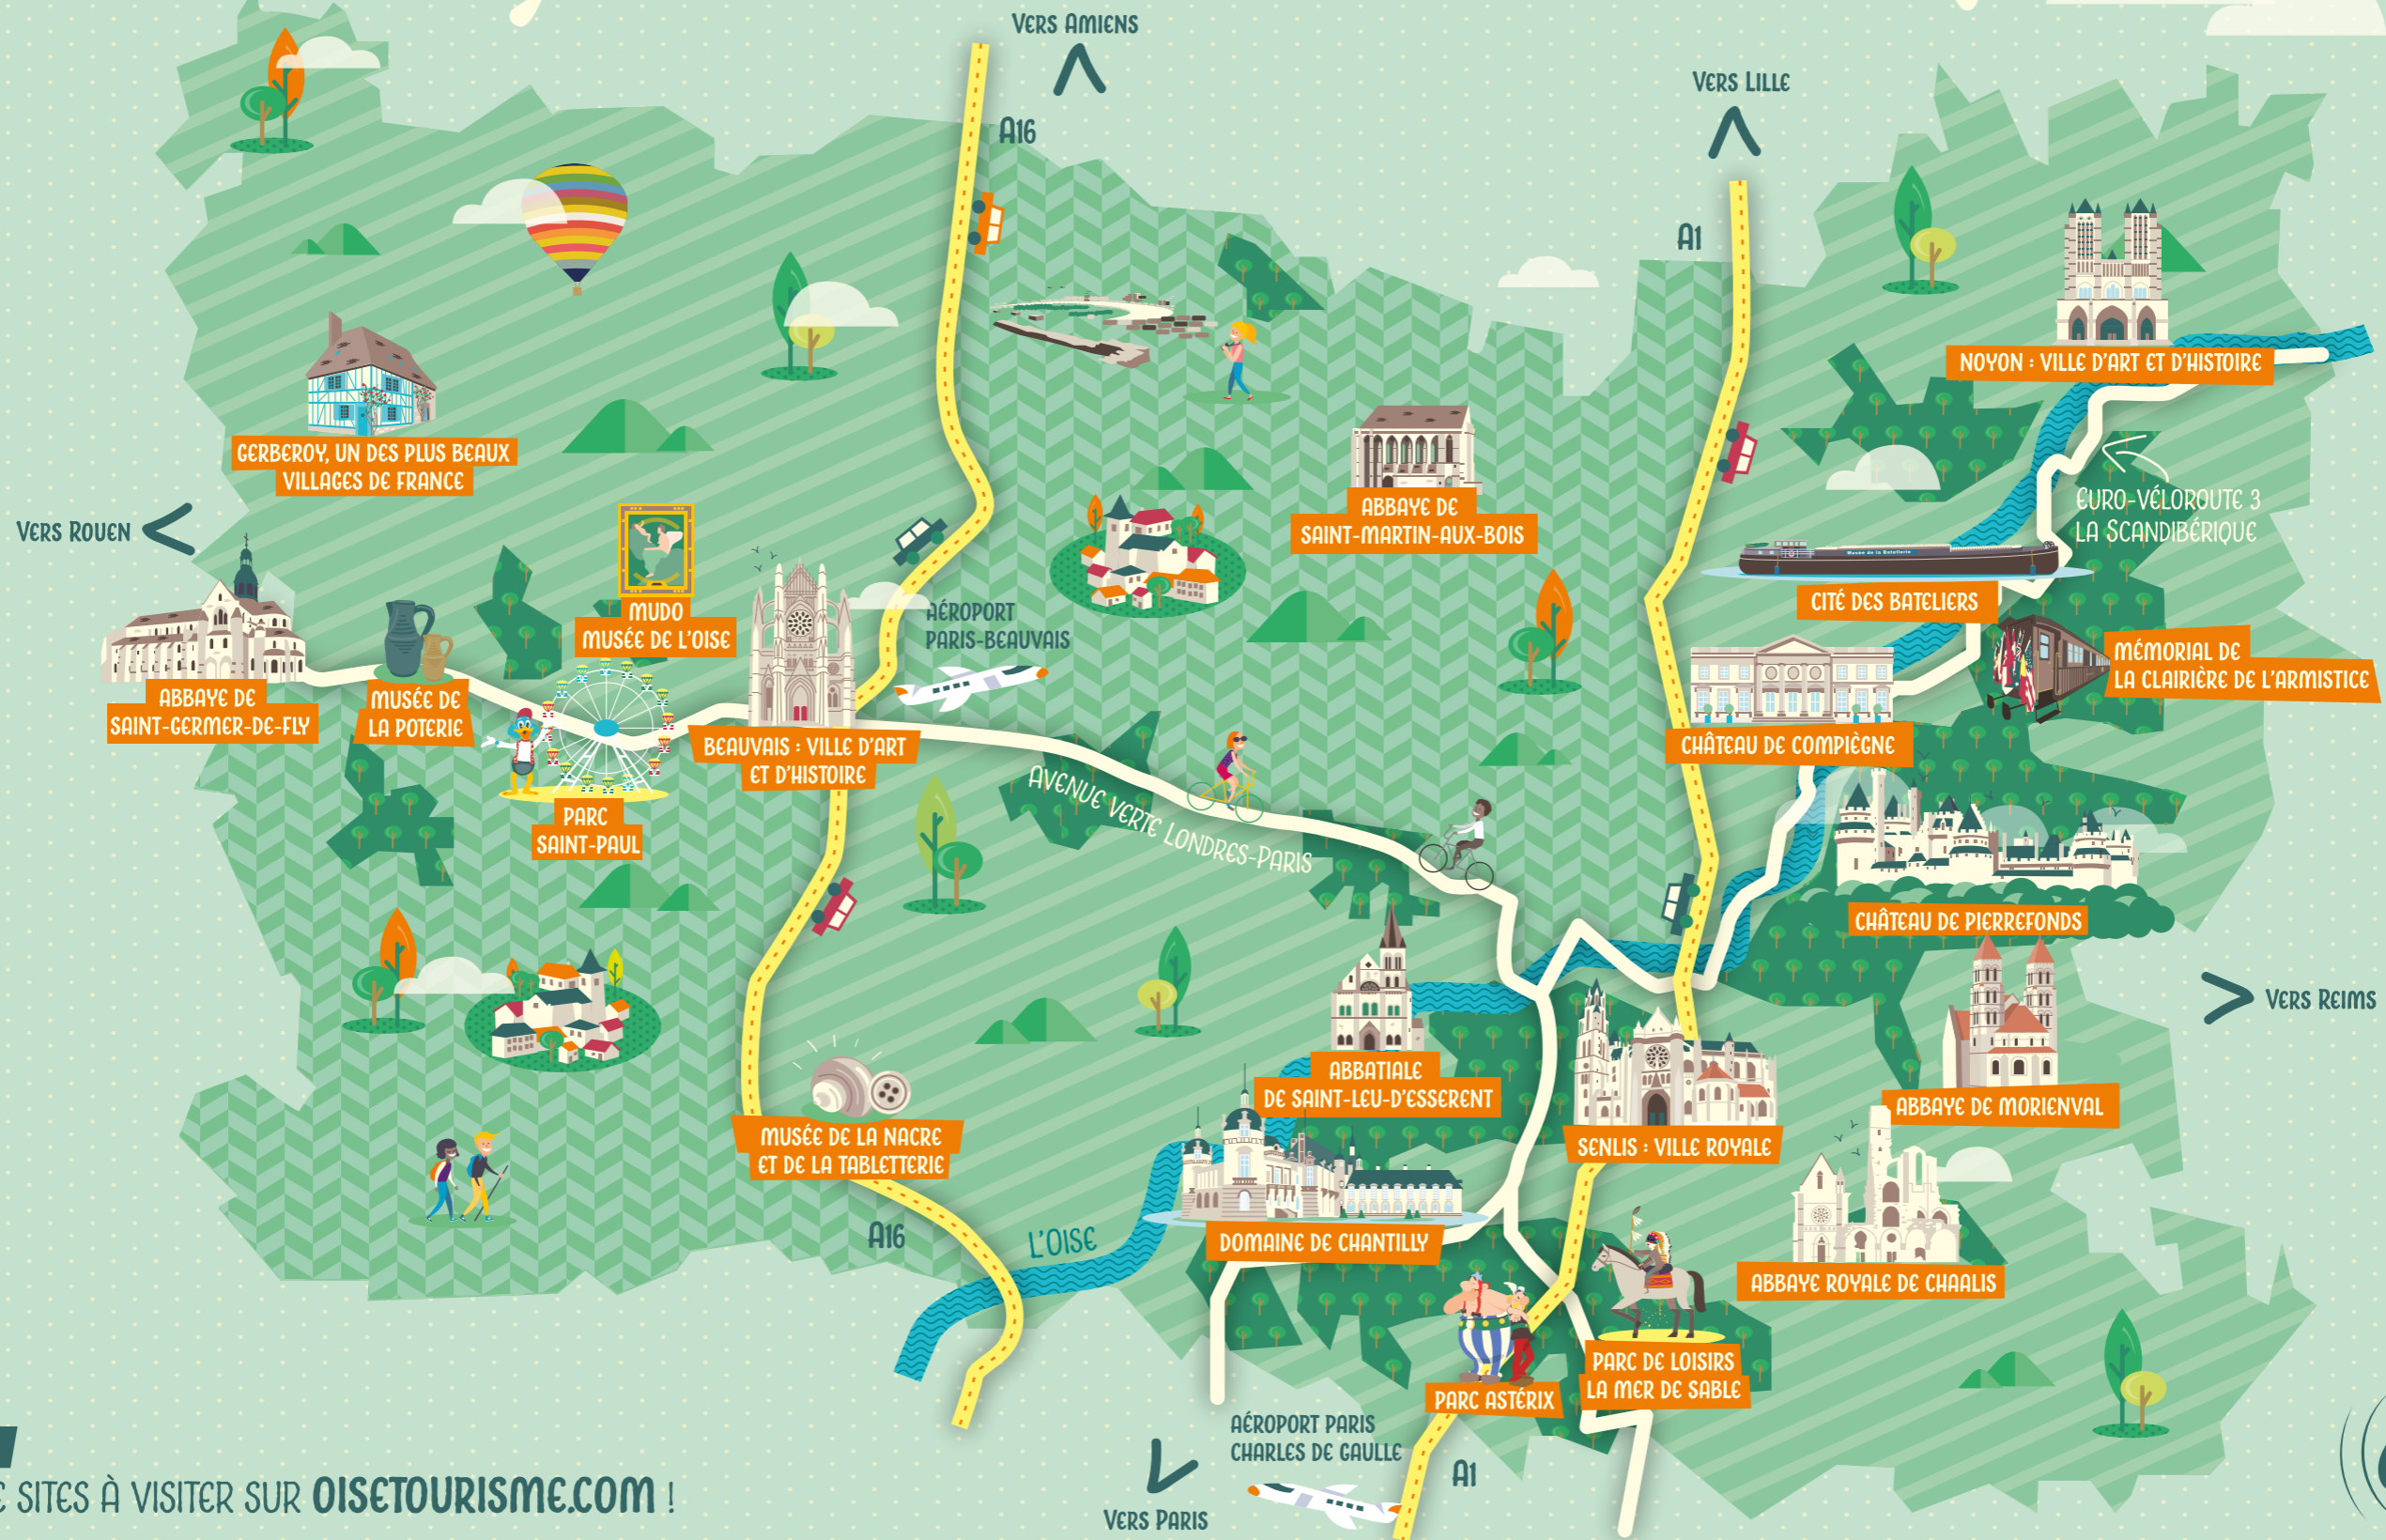 VERS AMIENS
A16
VERS LILLE
A1
NOYON : VILLE D'ART ET D'HISTOIRE
EURO-VÉLOROUTE 3
LA SCANDIBÉRIQUE
GERBEROY, UN DES PLUS BEAUX
VILLAGES DE FRANCE
VERS ROUEN
ABBAYE DE
SAINT-MARTIN-AUX-BOIS
Musée de la Batellerie
CITÉ DES BATELIERS
MUDO
MUSÉE DE L'OISE
AÉROPORT
PARIS-BEAUVAIS
MÉMORIAL DE
LA CLAIRIÈRE DE L'ARMISTICE
ABBAYE DE
SAINT-GERMER-DE-FLY
MUSÉE DE
LA POTERIE
BEAUVAIS : VILLE D'ART
ET D'HISTOIRE
CHÂTEAU DE COMPIÈGNE
PARC
SAINT-PAUL
AVENUE VERTE LONDRES-PARIS
CHÂTEAU DE PIERREFONDS
VERS REIMS
ABBATIALE
DE SAINT-LEU-D'ESSERENT
ABBAYE DE MORIENVAL
MUSÉE DE LA NACRE
ET DE LA TABLETTERIE
SENLIS : VILLE ROYALE
A16
L'OISE
DOMAINE DE CHANTILLY
ABBAYE ROYALE DE CHAALIS
PARC DE LOISIRS
LA MER DE SABLE
PARC ASTÉRIX
AÉROPORT PARIS
CHARLES DE GAULLE
A1
VERS PARIS
SITES À VISITER SUR OISETOURISME.COM !